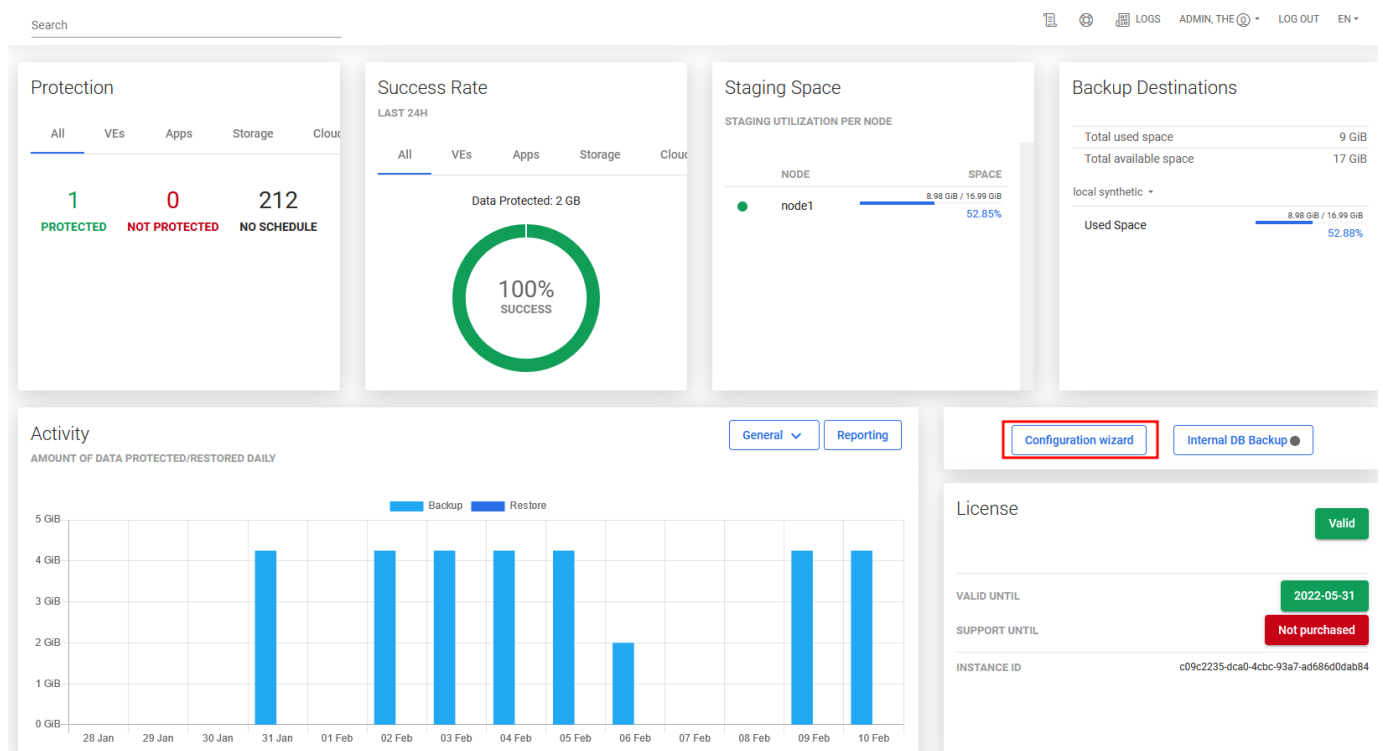 Search
LOGS ADMIN, THE LOG OUT EN
Protection
All VEs Apps Storage Cloud
1 0 212
PROTECTED NOT PROTECTED NO SCHEDULE
Success Rate
LAST 24H
All VEs Apps Storage Cloud
Data Protected: 2 GB
100%
SUCCESS
Staging Space
STAGING UTILIZATION PER NODE
NODE SPACE
node1 8.98 GiB / 16.99 GiB
52.85%
Backup Destinations
Total used space 9 GiB
Total available space 17 GiB
local synthetic
Used Space 8.98 GiB / 16.99 GiB
52.88%
Activity
AMOUNT OF DATA PROTECTED/RESTORED DAILY
General Reporting
Backup Restore
5 GiB
4 GiB
3 GiB
2 GiB
1 GiB
0 GiB
28 Jan 29 Jan 30 Jan 31 Jan 01 Feb 02 Feb 03 Feb 04 Feb 05 Feb 06 Feb 07 Feb 08 Feb 09 Feb 10 Feb
Configuration wizard Internal DB Backup
License
Valid
VALID UNTIL 2022-05-31
SUPPORT UNTIL Not purchased
INSTANCE ID c09c2235-dca0-4cbc-93a7-ad686d0dab84